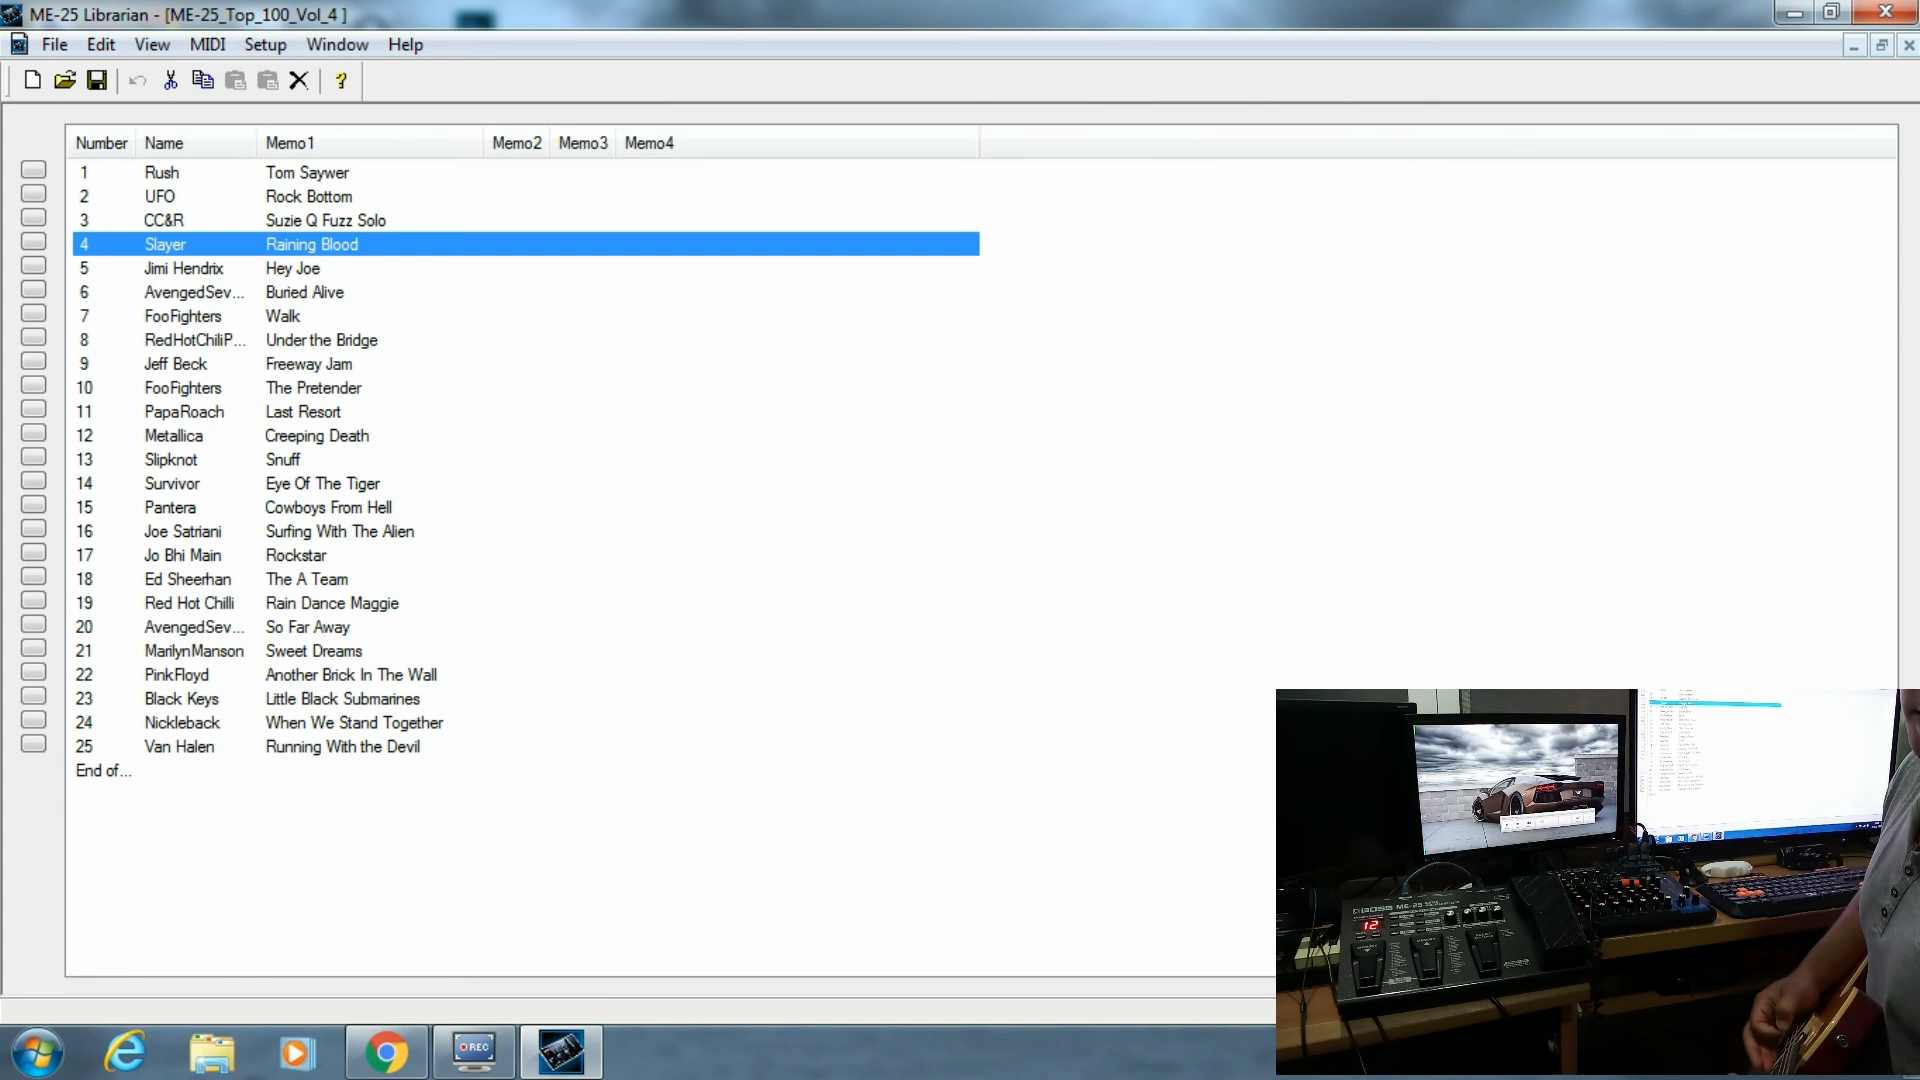 ME-25 Librarian - [ME-25_Top_100_Vol_4 ]
File Edit View MIDI Setup Window Help
Number Name Memo1 Memo2 Memo3 Memo4
1 Rush Tom Saywer
2 UFO Rock Bottom
3 CC&R Suzie Q Fuzz Solo
4 Slayer Raining Blood
5 Jimi Hendrix Hey Joe
6 AvengedSev... Buried Alive
7 FooFighters Walk
8 RedHotChiliP... Under the Bridge
9 Jeff Beck Freeway Jam
10 FooFighters The Pretender
11 PapaRoach Last Resort
12 Metallica Creeping Death
13 Slipknot Snuff
14 Survivor Eye Of The Tiger
15 Pantera Cowboys From Hell
16 Joe Satriani Surfing With The Alien
17 Jo Bhi Main Rockstar
18 Ed Sheerhan The A Team
19 Red Hot Chilli Rain Dance Maggie
20 AvengedSev... So Far Away
21 MarilynManson Sweet Dreams
22 PinkFloyd Another Brick In The Wall
23 Black Keys Little Black Submarines
24 Nickleback When We Stand Together
25 Van Halen Running With the Devil
End of...
BOSS ME-25
12
REC